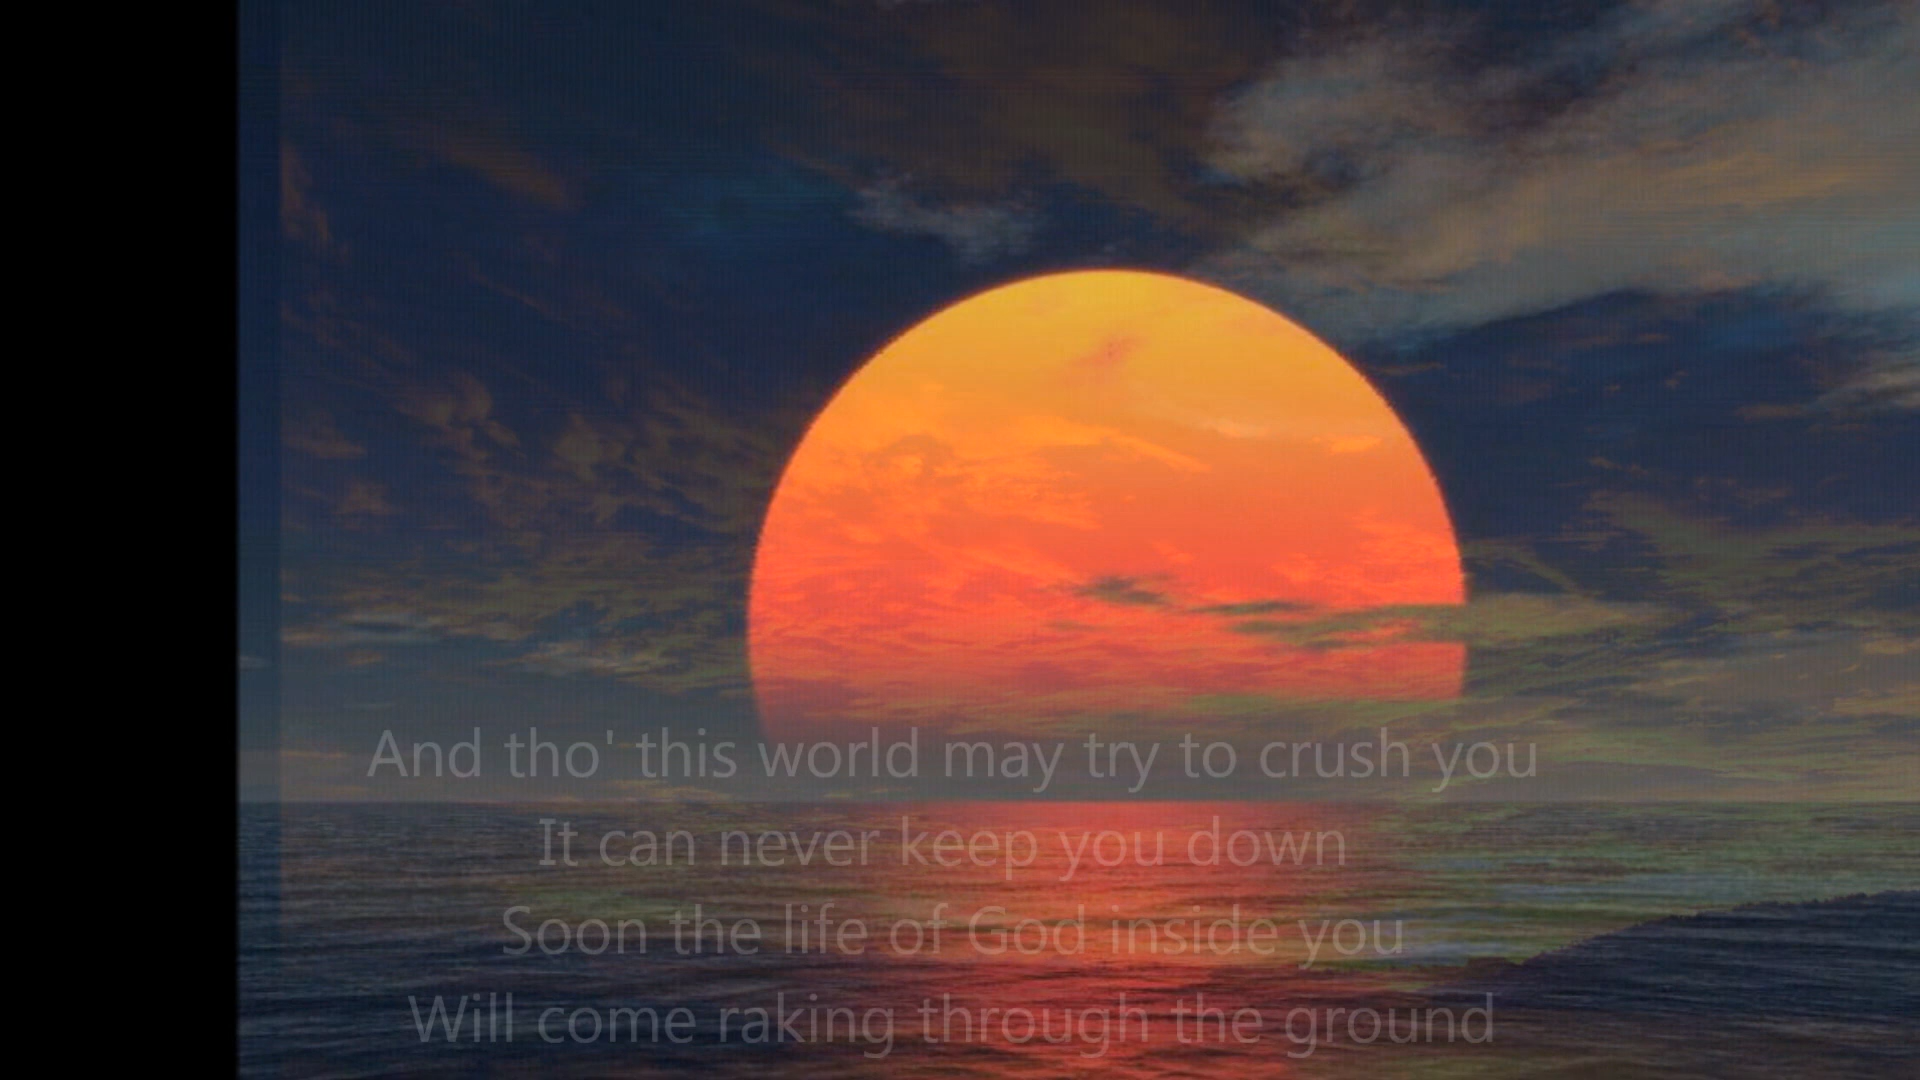 And tho' this world may try to crush you
It can never keep you down
Soon the life of God inside you
Will come raking through the ground